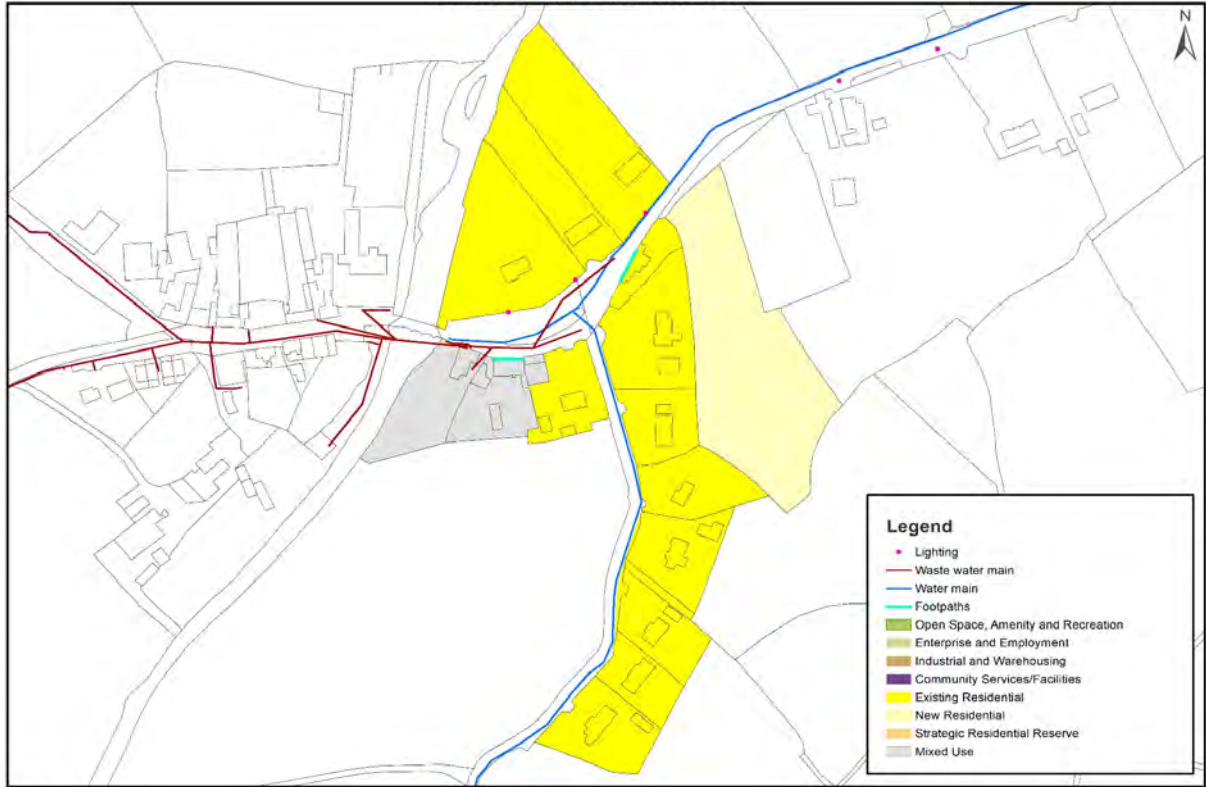 N
Legend
Lighting
Waste water main
Water main
Footpaths
Open Space, Amenity and Recreation
Enterprise and Employment
Industrial and Warehousing
Community Services/Facilities
Existing Residential
New Residential
Strategic Residential Reserve
Mixed Use